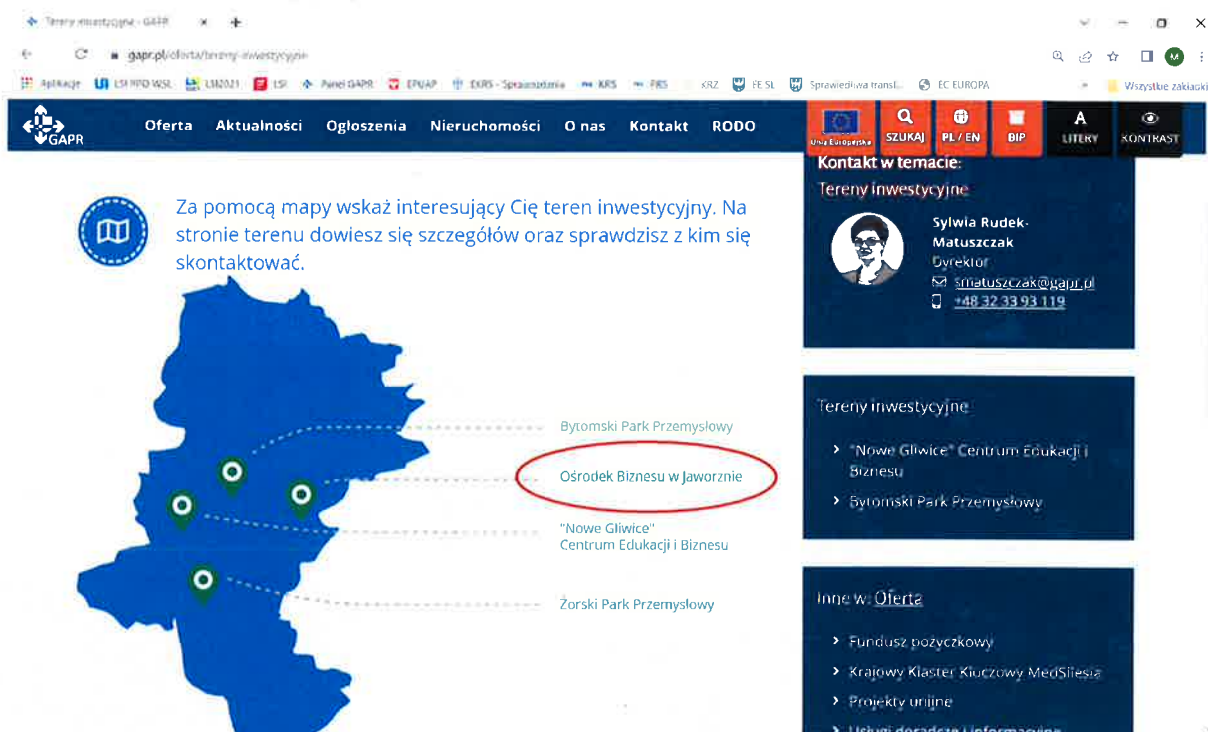 Tereny inwestycyjne - GAPR
gapr.pl/oferta/tereny-inwestycyjne
Aplikacje LSI RPO WSL LSI2021 LSI Panel GAPR EPUAP EKRS - Sprawozdania KRS KRZ FE SL Sprawiedliwa transf... EC EUROPA Wszystkie zakładki
GAPR
Oferta Aktualności Ogłoszenia Nieruchomości O nas Kontakt RODO
Unia Europejska SZUKAJ PL / EN BIP A LITERY KONTRAST
Za pomocą mapy wskaż interesujący Cię teren inwestycyjny. Na
stronie terenu dowiesz się szczegółów oraz sprawdzisz z kim się
skontaktować.
Bytomski Park Przemysłowy
Ośrodek Biznesu w Jaworznie
"Nowe Gliwice"
Centrum Edukacji i Biznesu
Żorski Park Przemysłowy
Kontakt w temacie:
Tereny inwestycyjne
Sylwia Rudek-
Matuszczak
Dyrektor
smatuszczak@gapr.pl
+48 32 33 93 119
Tereny inwestycyjne
"Nowe Gliwice" Centrum Edukacji i
Biznesu
Bytomski Park Przemysłowy
Inne w: Oferta
Fundusz pożyczkowy
Krajowy Klaster Kluczowy MedSilesia
Projekty unijne
Usługi doradcze i informacyjne